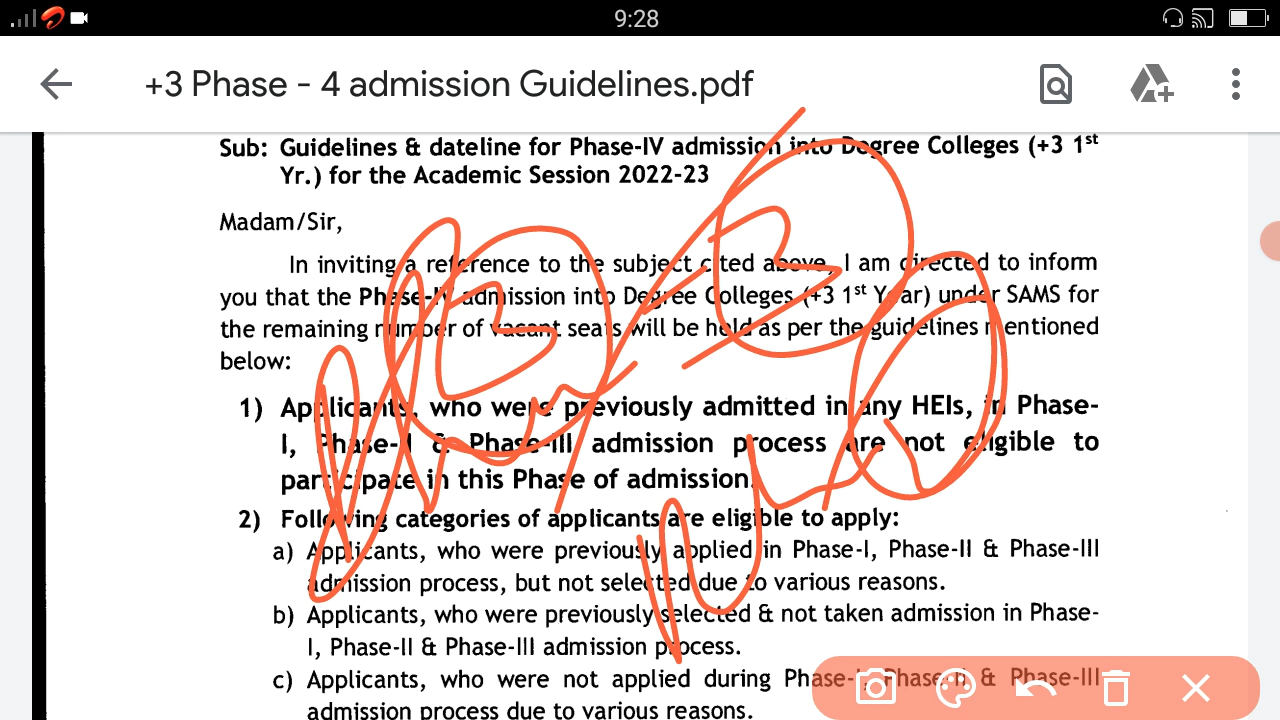 9:28
+3 Phase - 4 admission Guidelines.pdf
Sub: Guidelines & dateline for Phase-IV admission into Degree Colleges (+3 1st
Yr.) for the Academic Session 2022-23
Madam/Sir,
In inviting a reference to the subject cited above, I am directed to inform
you that the Phase-IV admission into Degree Colleges (+3 1st Year) under SAMS for
the remaining number of vacant seats will be held as per the guidelines mentioned
below:
1) Applicants, who were previously admitted in any HEIs, in Phase-
I, Phase-II & Phase-III admission process are not eligible to
participate in this Phase of admission.
2) Following categories of applicants are eligible to apply:
a) Applicants, who were previously applied in Phase-I, Phase-II & Phase-III
admission process, but not selected due to various reasons.
b) Applicants, who were previously selected & not taken admission in Phase-
I, Phase-II & Phase-III admission process.
c) Applicants, who were not applied during Phase-I, Phase-II & Phase-III
admission process due to various reasons.